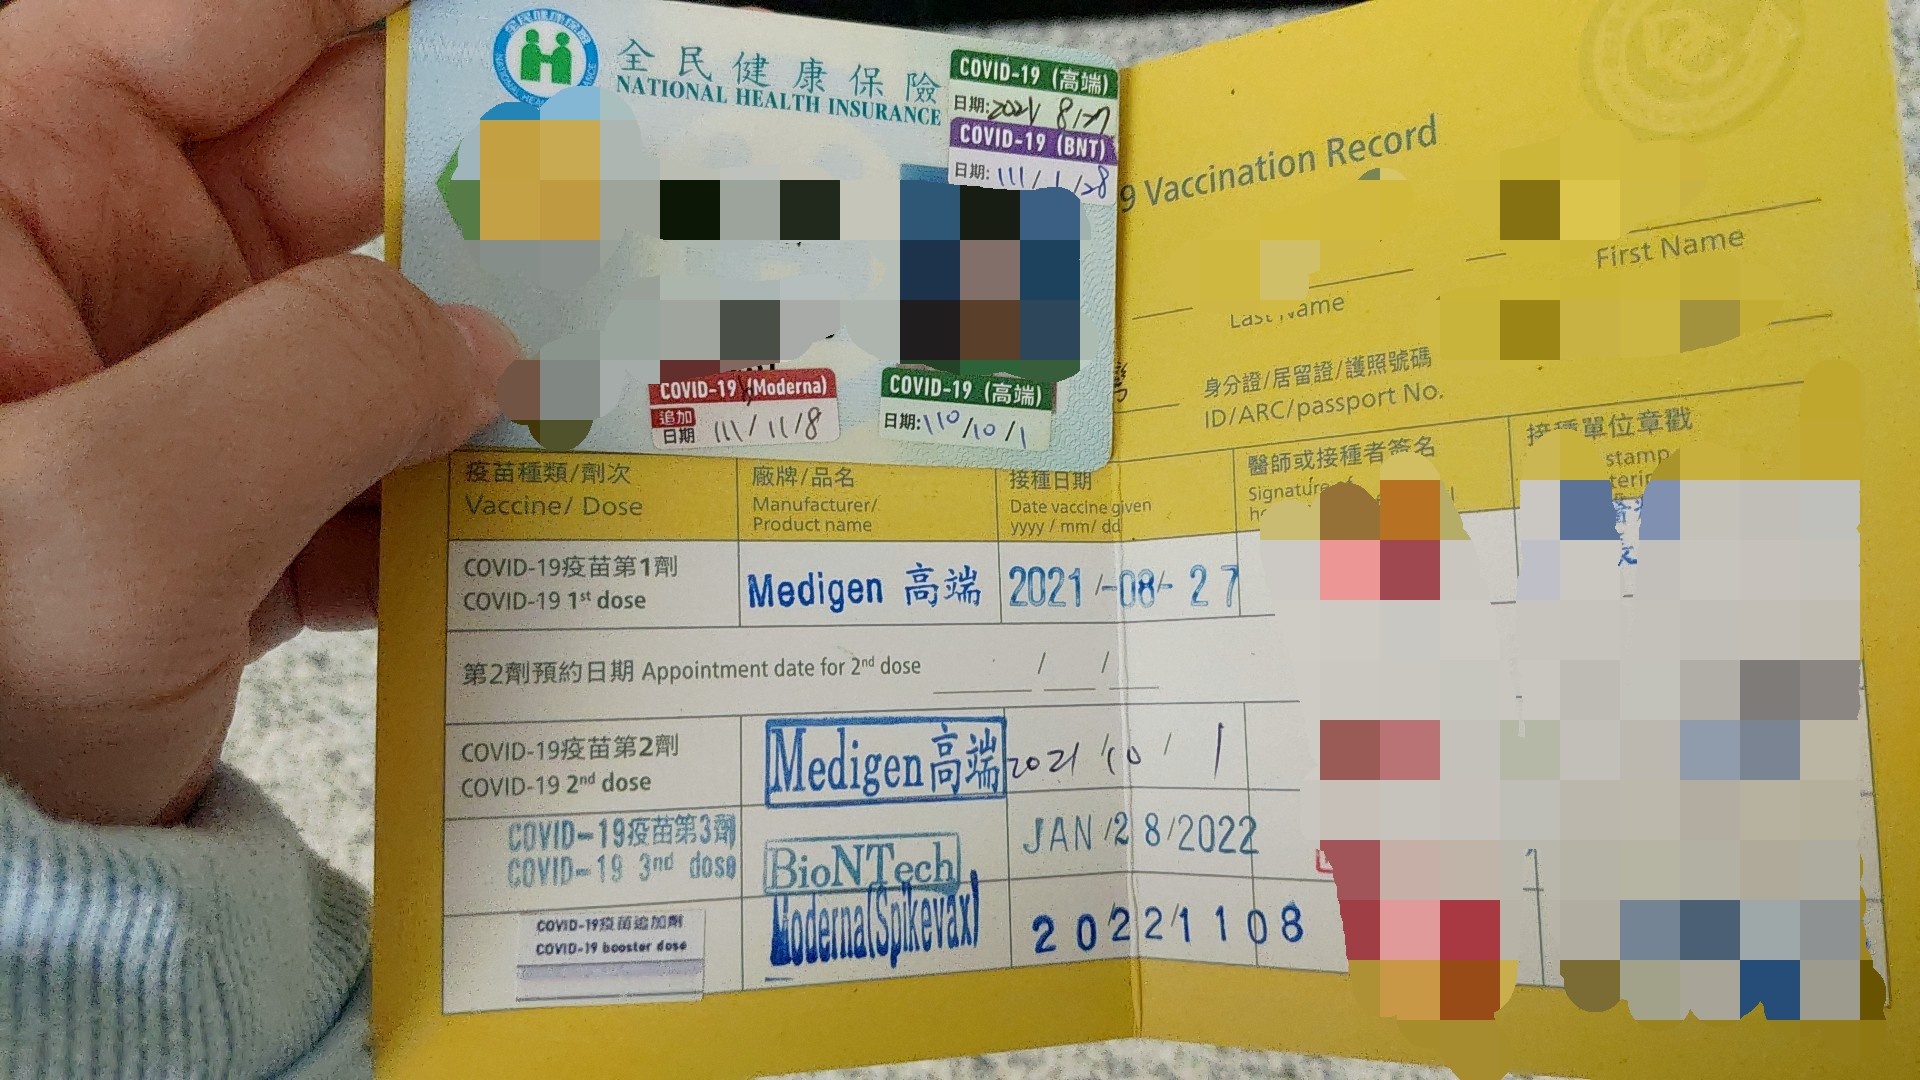 全民健康保險
NATIONAL HEALTH INSURANCE
COVID-19 (高端)
日期:2021 8/27
COVID-19 (BNT)
日期: 111/1/28
COVID-19 (Moderna)
追加
日期 111/11/8
COVID-19 (高端)
日期:110/10/1
9 Vaccination Record
First Name
Last Name
身分證/居留證/護照號碼
ID/ARC/passport No.
疫苗種類/劑次
Vaccine/ Dose
廠牌/品名
Manufacturer/
Product name
接種日期
Date vaccine given
yyyy / mm/ dd
醫師或接種者簽名
Signature of
接種單位章戳
stamp
COVID-19疫苗第1劑
COVID-19 1st dose
Medigen 高端
2021/-08/-27
第2劑預約日期 Appointment date for 2nd dose / /
COVID-19疫苗第2劑
COVID-19 2nd dose
Medigen高端
2021/10/1
COVID-19疫苗第3劑
COVID-19 3nd dose
BioNTech
JAN/28/2022
COVID-19疫苗追加劑
COVID-19 booster dose
Moderna(Spikevax)
2022/1108